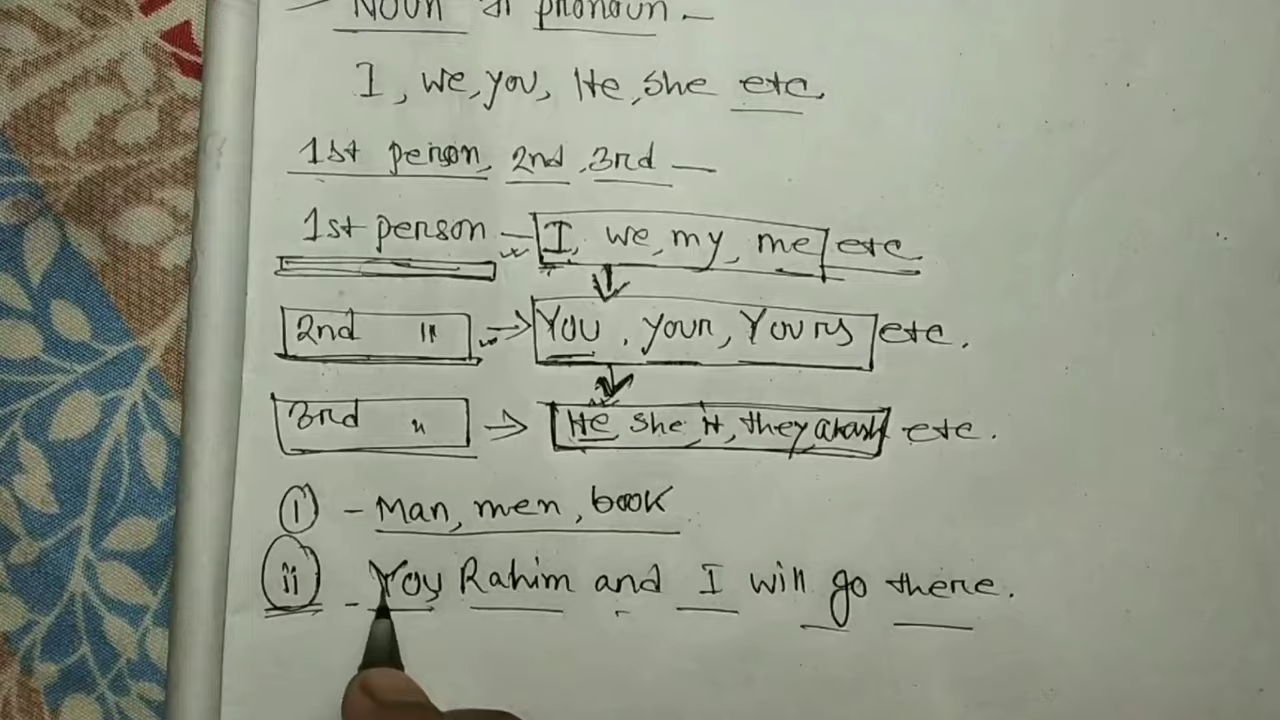 Noun বা pronoun —
I, we, you, He, She etc.
1st person, 2nd, 3rd —
1st person — I, we, my, me etc
2nd " → You, your, Yours etc.
3rd " → He She it, they, akash etc.
(i) - Man, men, book
(ii) - You Rahim and I will go there.